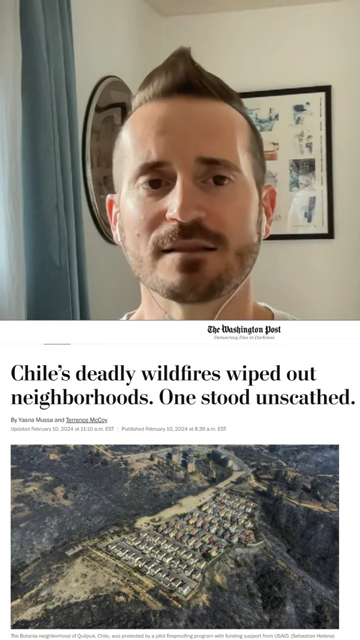 The Washington Post
Democracy Dies in Darkness
Chile's deadly wildfires wiped out
neighborhoods. One stood unscathed.
By Yasna Mussa and Terrence McCoy
Updated February 10, 2024 at 11:10 a.m. EST | Published February 10, 2024 at 8:38 a.m. EST
The Botania neighborhood of Quilpué, Chile, was protected by a pilot fireproofing program with funding support from USAID. (Sebastian Helena)